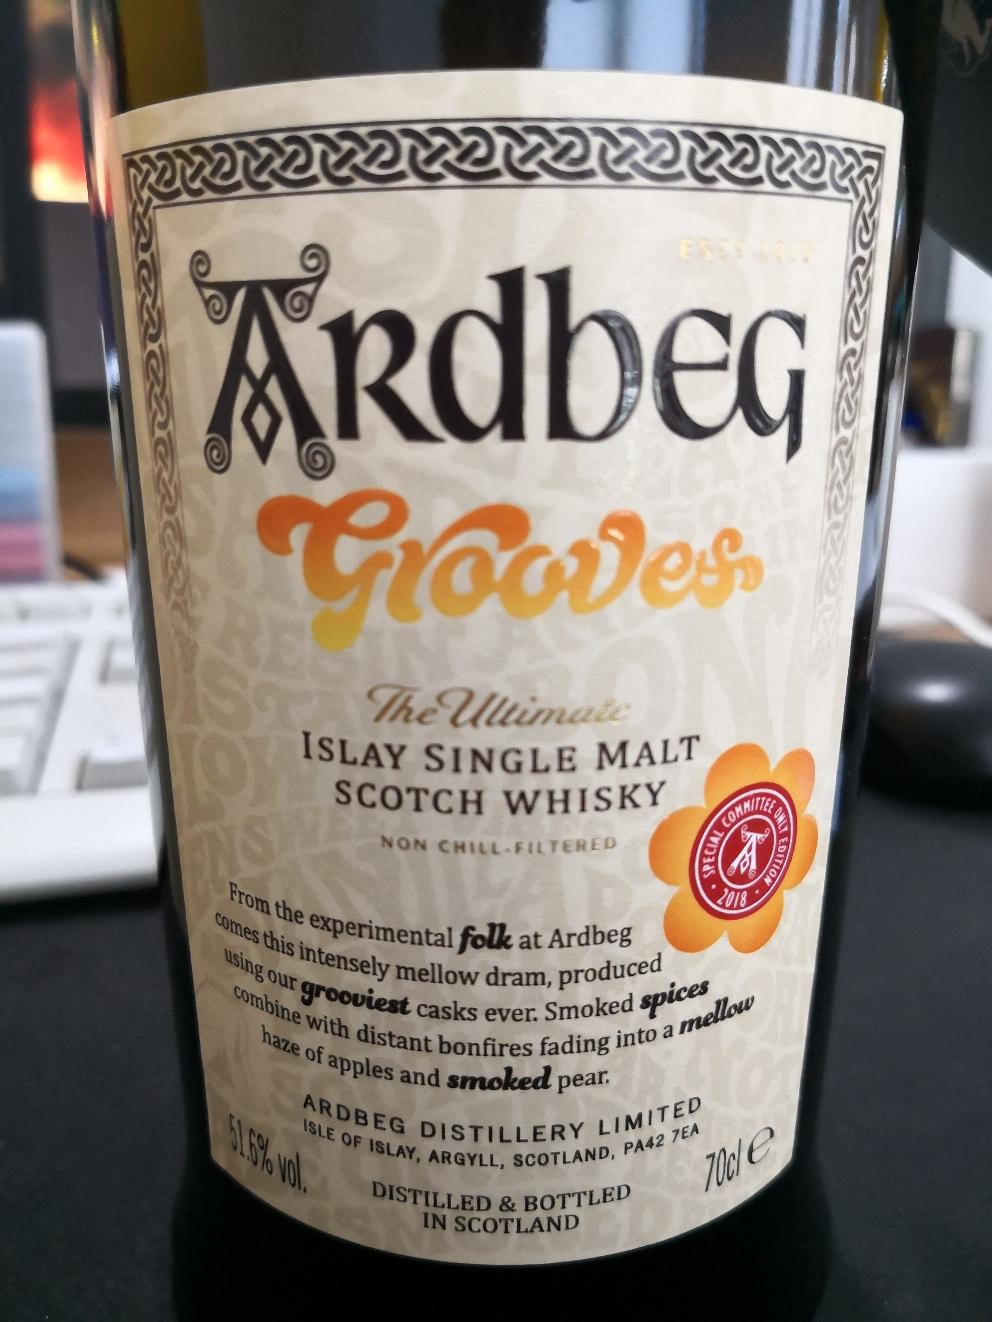 ESTD 1815
ARDBEG
Grooves
The Ultimate
ISLAY SINGLE MALT
SCOTCH WHISKY
NON CHILL-FILTERED
SPECIAL COMMITTEE ONLY EDITION
• 2018 •
From the experimental folk at Ardbeg
comes this intensely mellow dram, produced
using our grooviest casks ever. Smoked spices
combine with distant bonfires fading into a mellow
haze of apples and smoked pear.
ARDBEG DISTILLERY LIMITED
ISLE OF ISLAY, ARGYLL, SCOTLAND, PA42 7EA
51.6% vol.
70cl e
DISTILLED & BOTTLED
IN SCOTLAND